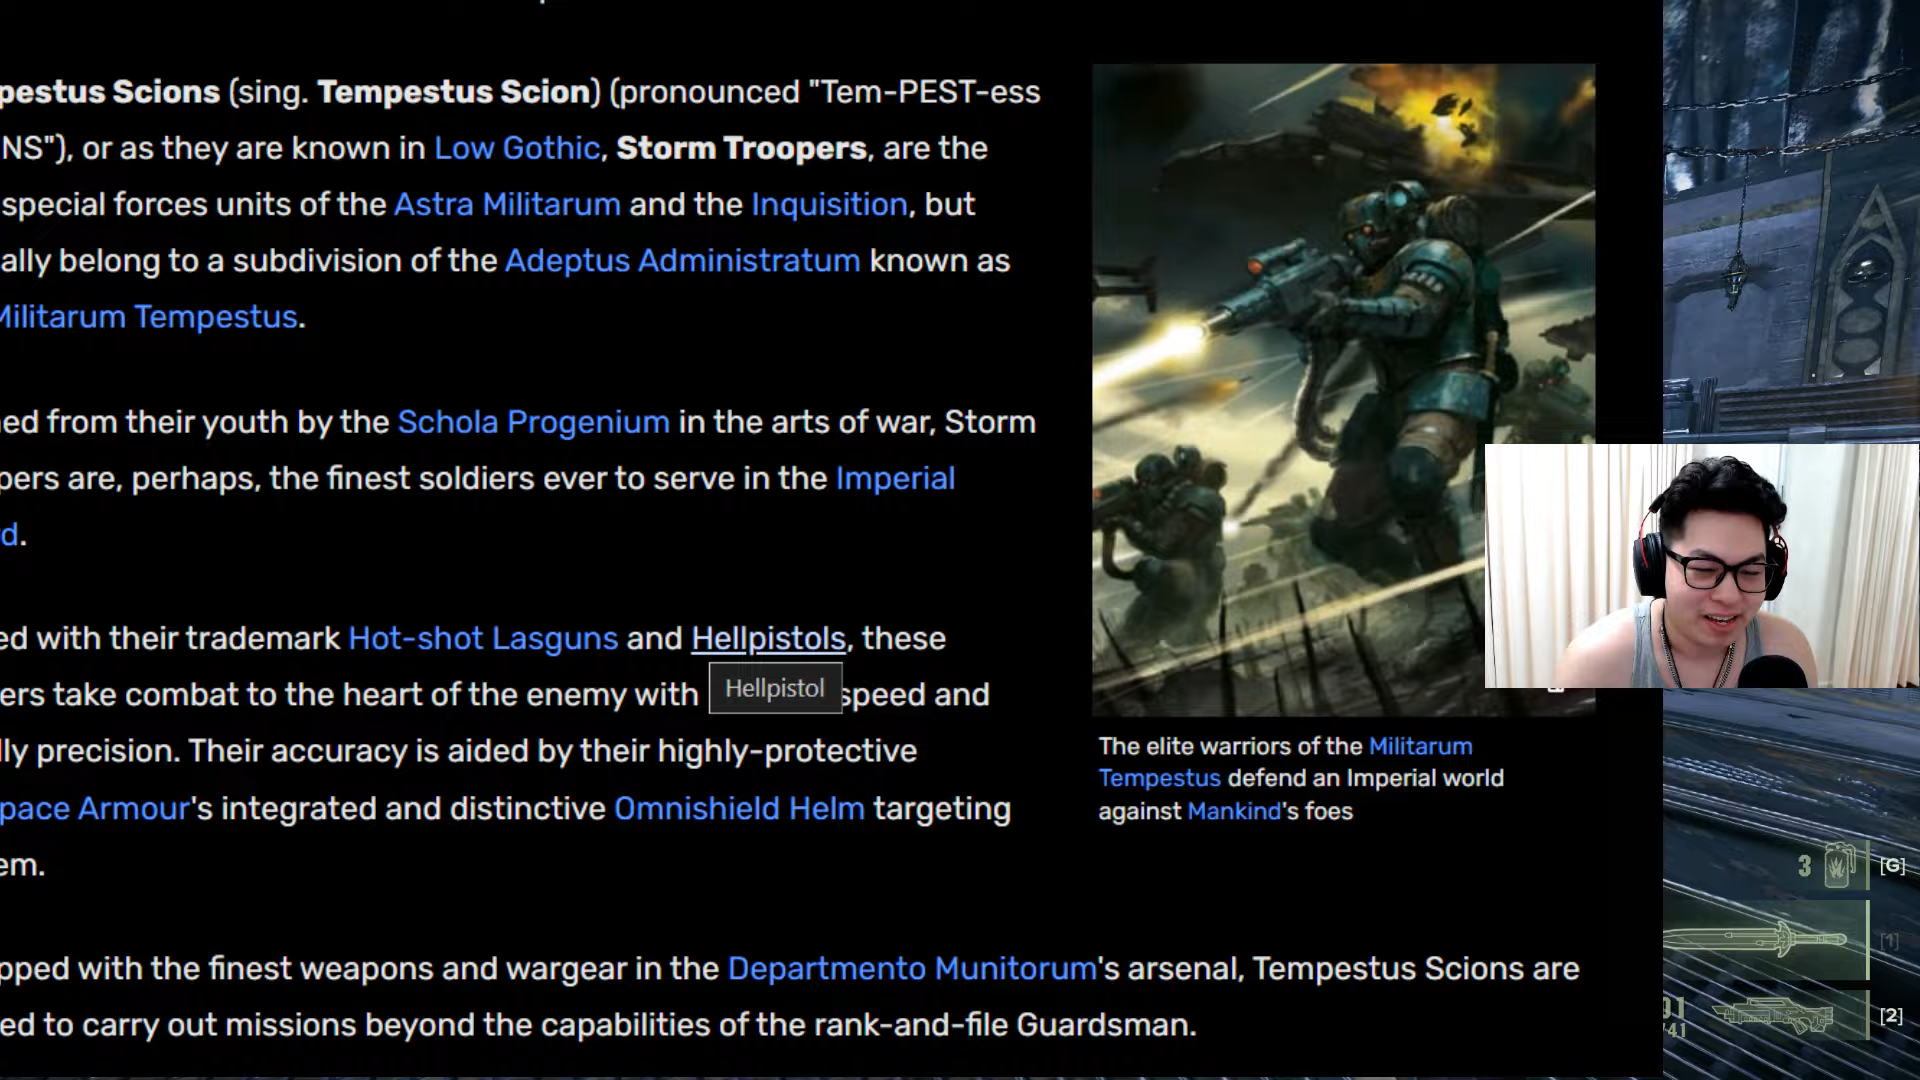 pestus Scions (sing. Tempestus Scion) (pronounced "Tem-PEST-ess
NS"), or as they are known in Low Gothic, Storm Troopers, are the
special forces units of the Astra Militarum and the Inquisition, but
ally belong to a subdivision of the Adeptus Administratum known as
Militarum Tempestus.
ed from their youth by the Schola Progenium in the arts of war, Storm
pers are, perhaps, the finest soldiers ever to serve in the Imperial
d.
ed with their trademark Hot-shot Lasguns and Hellpistols, these
ers take combat to the heart of the enemy with speed and
Hellpistol
ly precision. Their accuracy is aided by their highly-protective
pace Armour's integrated and distinctive Omnishield Helm targeting
em.
pped with the finest weapons and wargear in the Departmento Munitorum's arsenal, Tempestus Scions are
ed to carry out missions beyond the capabilities of the rank-and-file Guardsman.
The elite warriors of the Militarum
Tempestus defend an Imperial world
against Mankind's foes
3 [G]
[1]
[2]